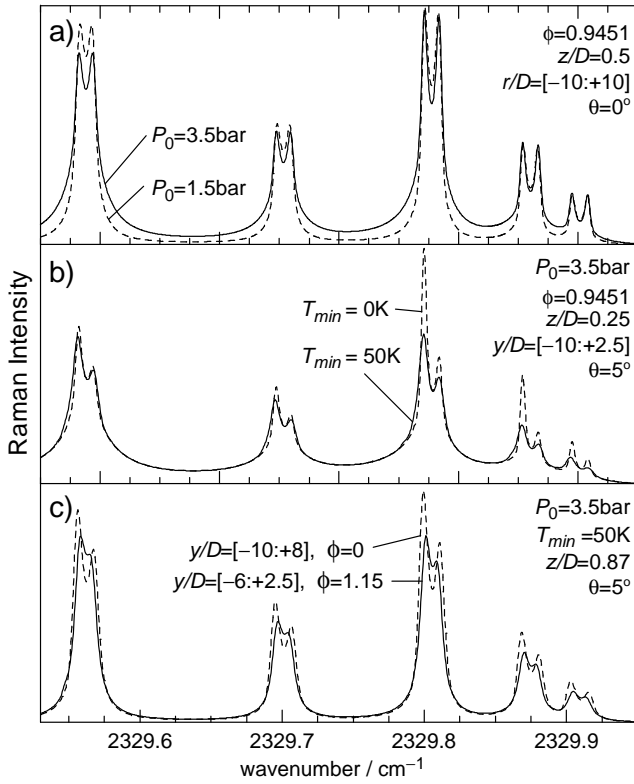 a)
ϕ=0.9451
z/D=0.5
r/D=[−10:+10]
θ=0°
P0=3.5bar
P0=1.5bar
b)
P0=3.5bar
ϕ=0.9451
z/D=0.25
y/D=[−10:+2.5]
θ=5°
Tmin = 0K
Tmin = 50K
Raman Intensity
c)
P0=3.5bar
Tmin =50K
z/D=0.87
θ=5°
y/D=[−10:+8], ϕ=0
y/D=[−6:+2.5], ϕ=1.15
2329.6 2329.7 2329.8 2329.9
wavenumber / cm−1